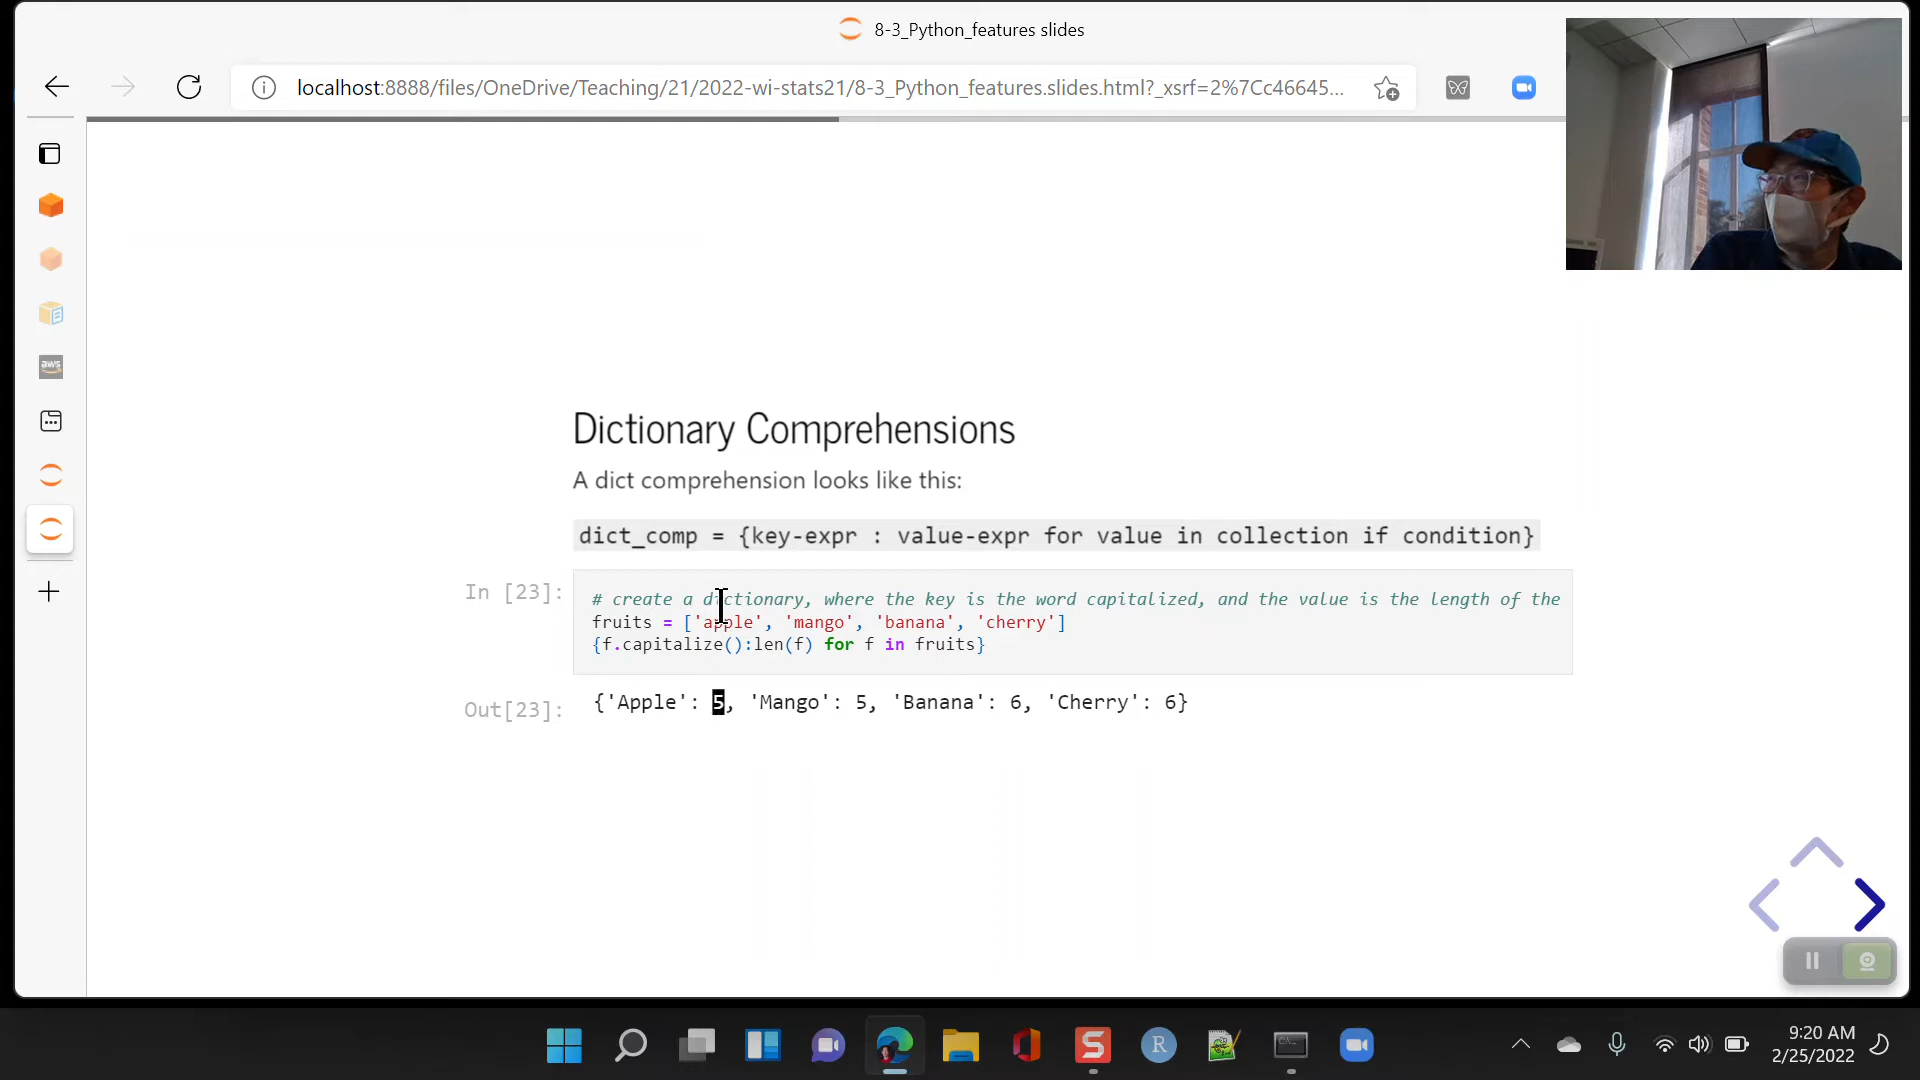 8-3_Python_features slides
localhost:8888/files/OneDrive/Teaching/21/2022-wi-stats21/8-3_Python_features.slides.html?_xsrf=2%7Cc46645...
aws
Dictionary Comprehensions
A dict comprehension looks like this:
dict_comp = {key-expr : value-expr for value in collection if condition}
In [23]:
# create a dictionary, where the key is the word capitalized, and the value is the length of the
fruits = ['apple', 'mango', 'banana', 'cherry']
{f.capitalize():len(f) for f in fruits}
Out[23]:
{'Apple': 5, 'Mango': 5, 'Banana': 6, 'Cherry': 6}
S
R
9:20 AM
2/25/2022